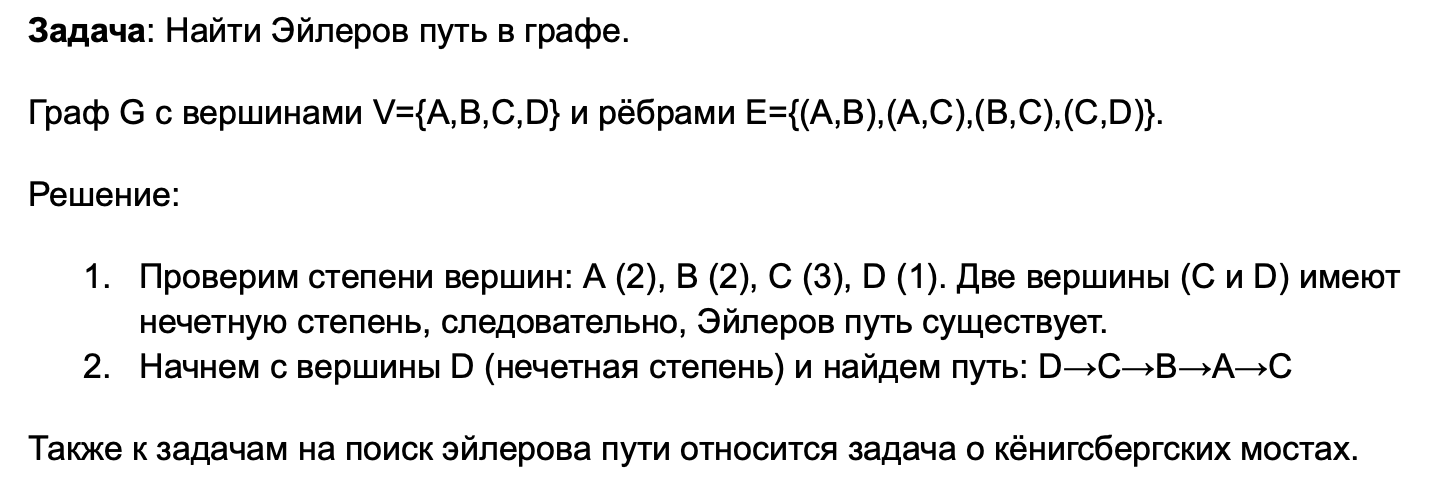 Задача: Найти Эйлеров путь в графе.
Граф G с вершинами V={A,B,C,D} и рёбрами E={(A,B),(A,C),(B,C),(C,D)}.
Решение:
1. Проверим степени вершин: A (2), B (2), C (3), D (1). Две вершины (C и D) имеют
нечетную степень, следовательно, Эйлеров путь существует.
2. Начнем с вершины D (нечетная степень) и найдем путь: D→C→B→A→C
Также к задачам на поиск эйлерова пути относится задача о кёнигсбергских мостах.